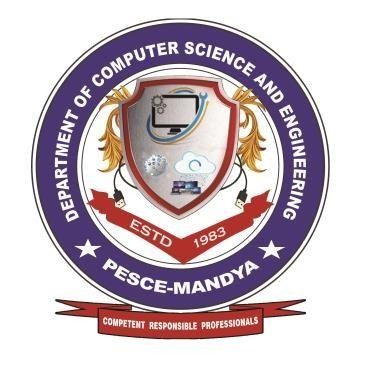 DEPARTMENT OF COMPUTER SCIENCE AND ENGINEERING
ESTD 1983
PESCE-MANDYA
COMPETENT RESPONSIBLE PROFESSIONALS